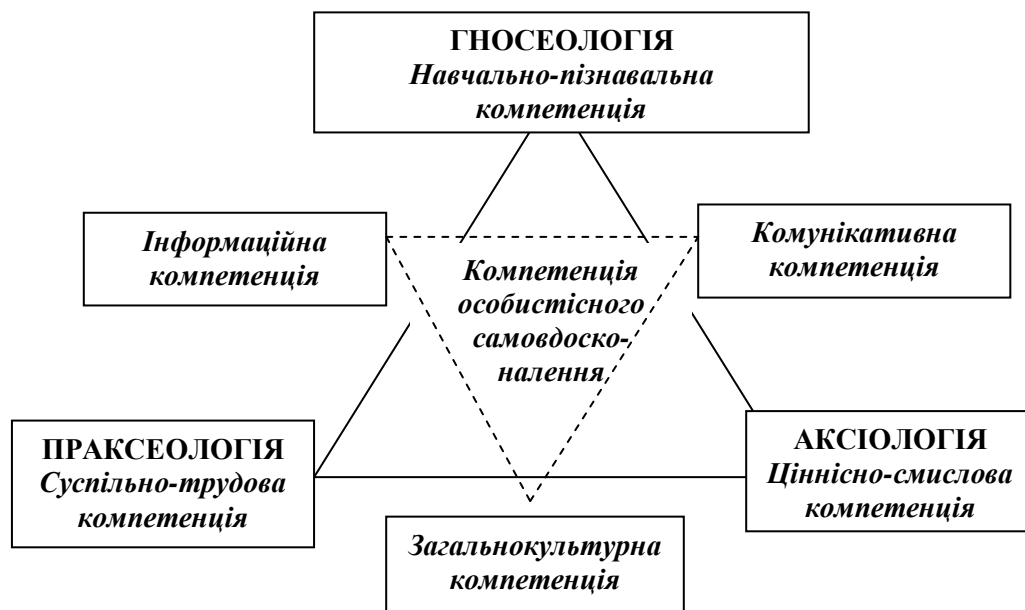 ГНОСЕОЛОГІЯ
Навчально-пізнавальна
компетенція
Інформаційна
компетенція
Комунікативна
компетенція
Компетенція
особистісного
самовдоско-
налення
ПРАКСЕОЛОГІЯ
Суспільно-трудова
компетенція
АКСІОЛОГІЯ
Ціннісно-смислова
компетенція
Загальнокультурна
компетенція